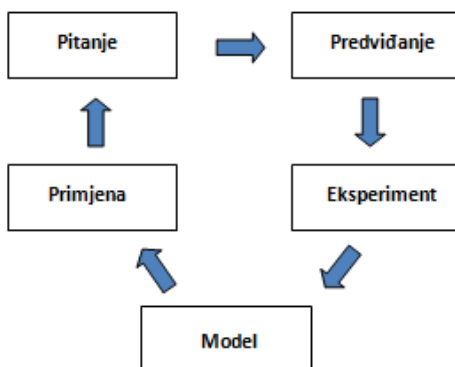 Pitanje
Predviđanje
Primjena
Eksperiment
Model